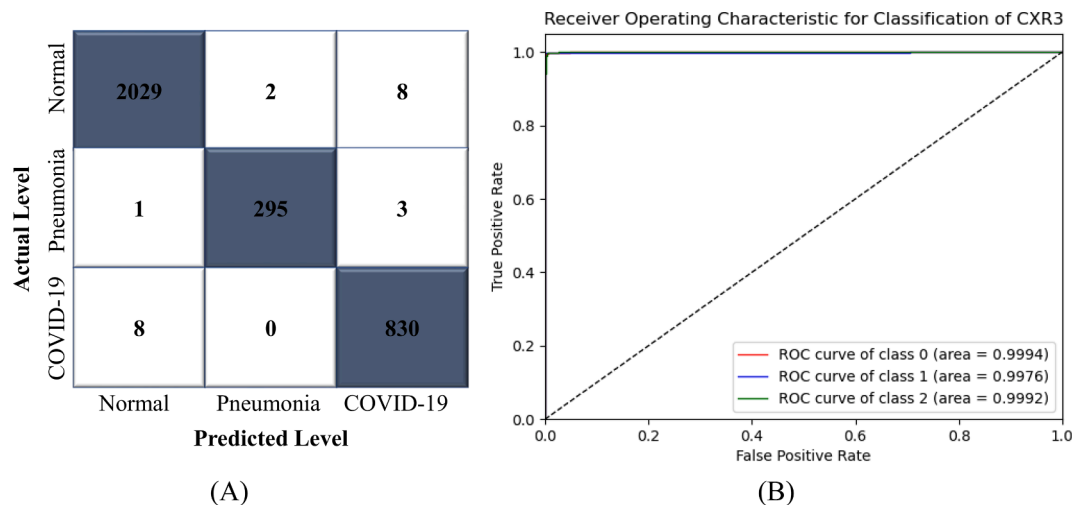 Actual Level
Normal
Pneumonia
COVID-19
2029 2 8
1 295 3
8 0 830
Normal Pneumonia COVID-19
Predicted Level
(A)
Receiver Operating Characteristic for Classification of CXR3
True Positive Rate
1.0
0.8
0.6
0.4
0.2
0.0
ROC curve of class 0 (area = 0.9994)
ROC curve of class 1 (area = 0.9976)
ROC curve of class 2 (area = 0.9992)
0.0 0.2 0.4 0.6 0.8 1.0
False Positive Rate
(B)